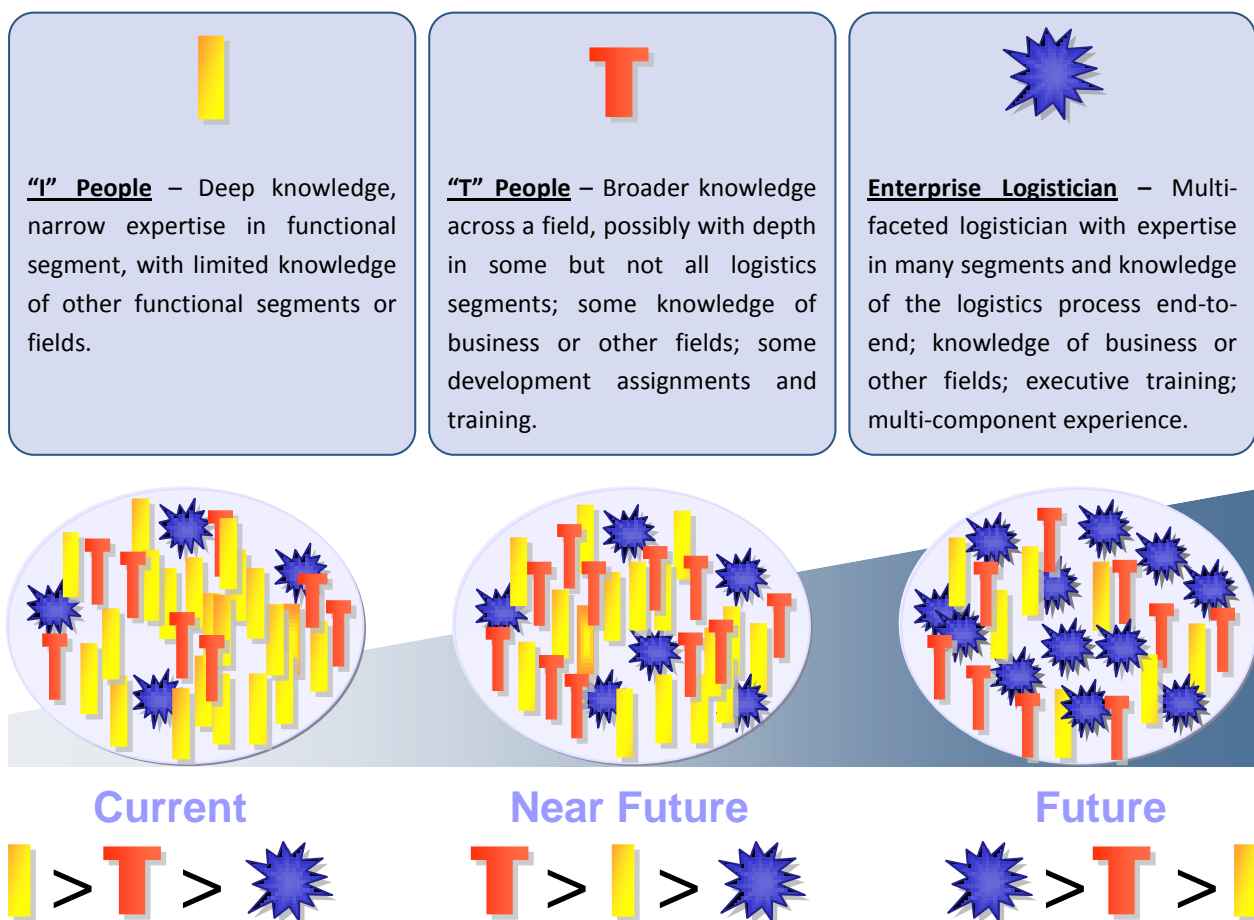 “I” People – Deep knowledge,
narrow expertise in functional
segment, with limited knowledge
of other functional segments or
fields.
“T” People – Broader knowledge
across a field, possibly with depth
in some but not all logistics
segments; some knowledge of
business or other fields; some
development assignments and
training.
Enterprise Logistician – Multi-
faceted logistician with expertise
in many segments and knowledge
of the logistics process end-to-
end; knowledge of business or
other fields; executive training;
multi-component experience.
Current
Near Future
Future
I > T >
T > I >
> T > I